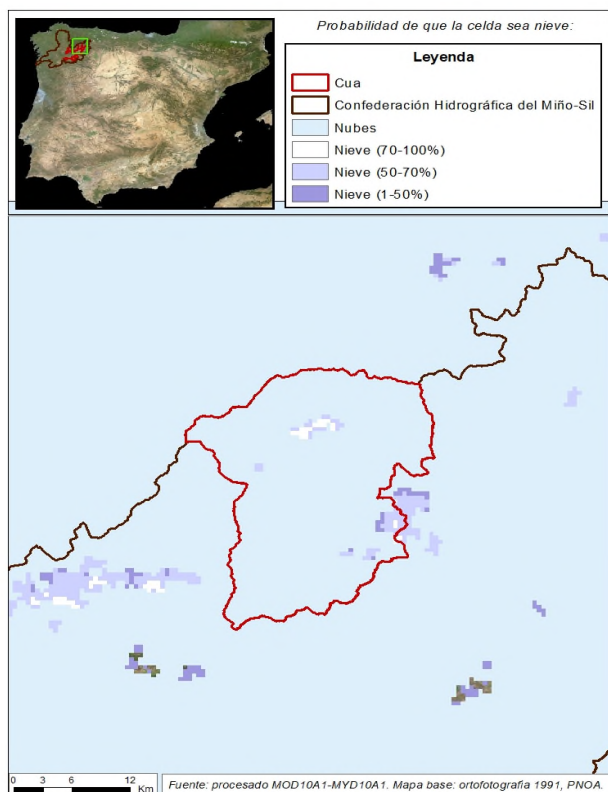 Probabilidad de que la celda sea nieve:
Leyenda
Cua
Confederación Hidrográfica del Miño-Sil
Nubes
Nieve (70-100%)
Nieve (50-70%)
Nieve (1-50%)
0 3 6 12
Km
Fuente: procesado MOD10A1-MYD10A1. Mapa base: ortofotografía 1991, PNOA.